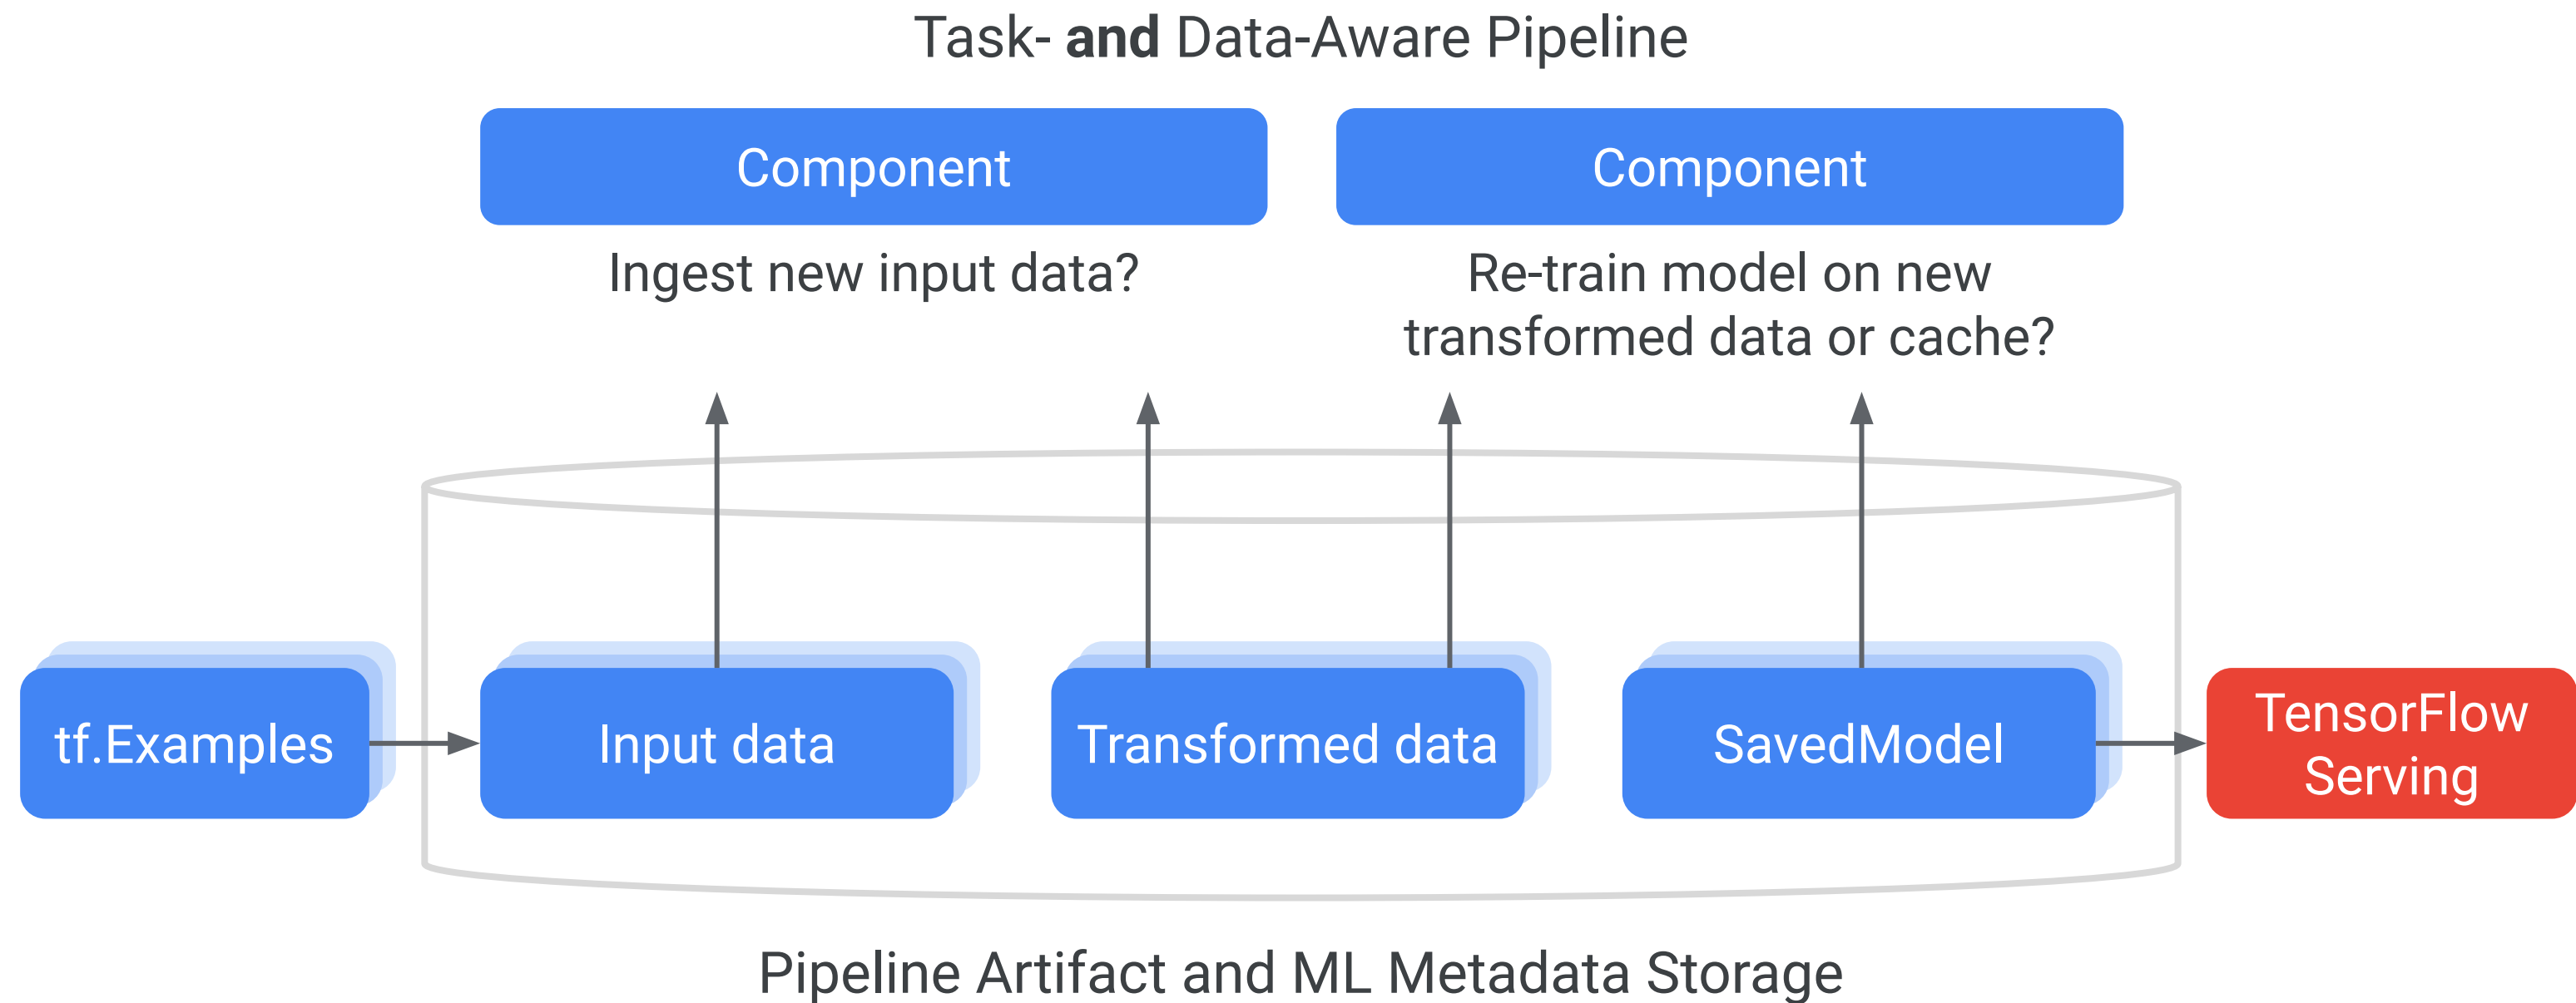 Task- and Data-Aware Pipeline
Component
Component
Ingest new input data?
Re-train model on new
transformed data or cache?
tf.Examples
Input data
Transformed data
SavedModel
TensorFlow
Serving
Pipeline Artifact and ML Metadata Storage